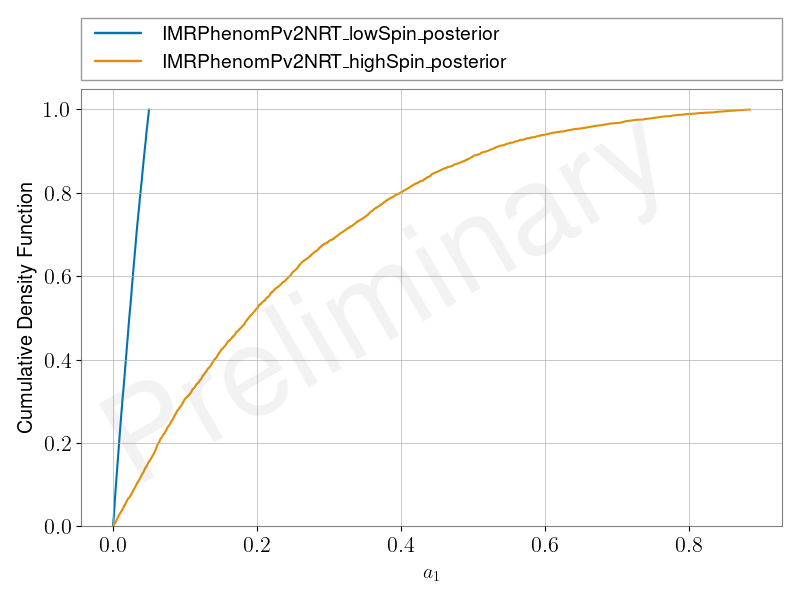 IMRPhenomPv2NRT_lowSpin_posterior
IMRPhenomPv2NRT_highSpin_posterior
Cumulative Density Function
1.0
0.8
0.6
0.4
0.2
0.0
Preliminary
0.0 0.2 0.4 0.6 0.8
a₁